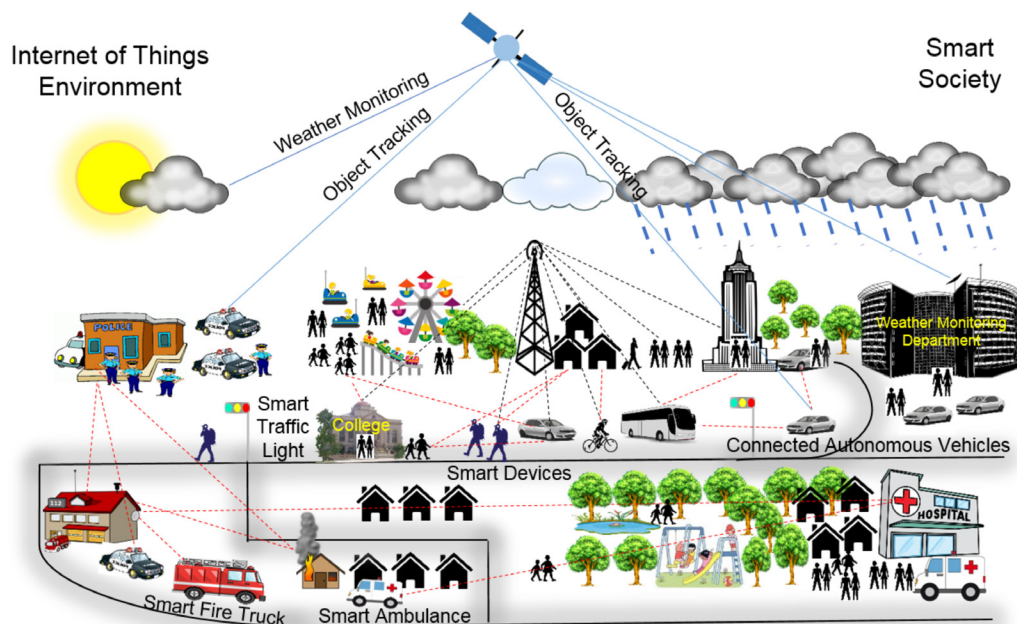 Internet of Things
Environment
Smart
Society
Weather Monitoring
Object Tracking
Object Tracking
POLICE
Weather Monitoring
Department
Smart
Traffic
Light
College
Connected Autonomous Vehicles
Smart Devices
112
HOSPITAL
Smart Fire Truck
Smart Ambulance